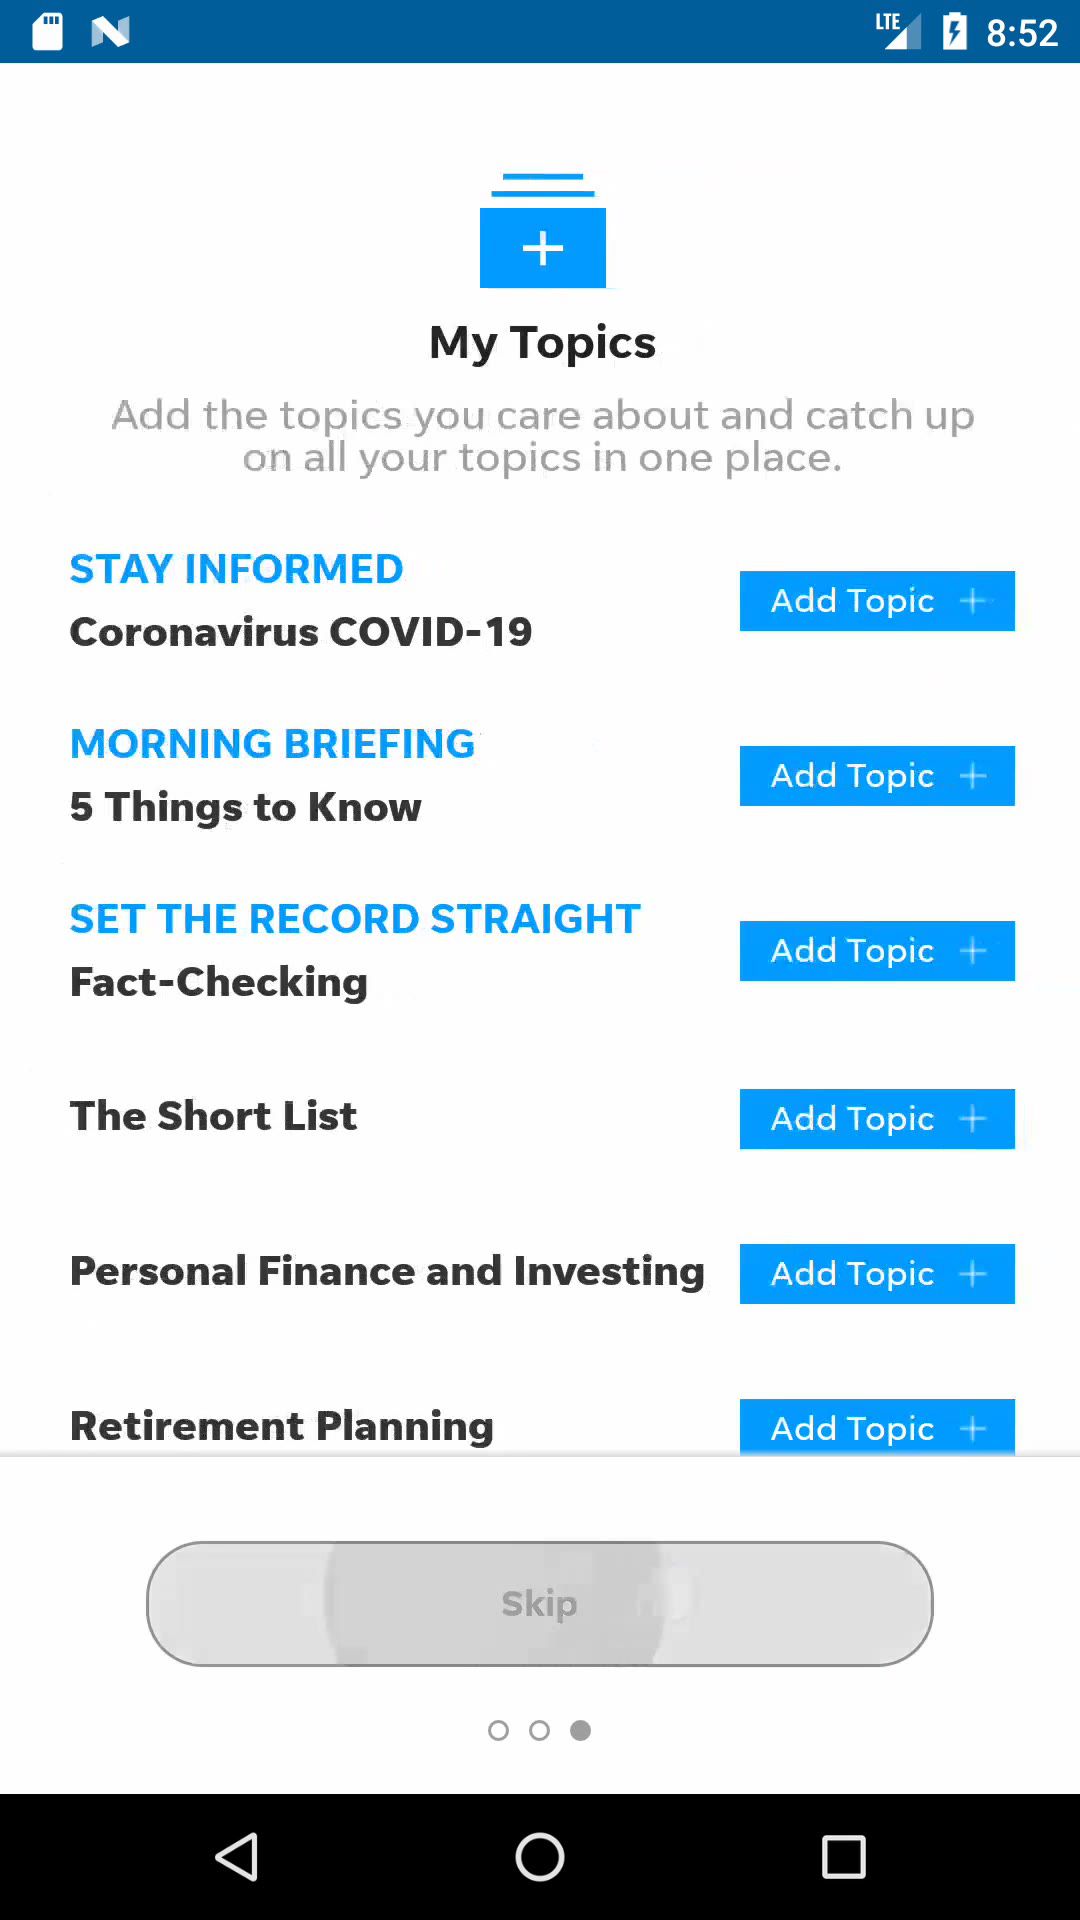 LTE 8:52
My Topics
Add the topics you care about and catch up
on all your topics in one place.
STAY INFORMED
Coronavirus COVID-19
Add Topic +
MORNING BRIEFING
5 Things to Know
Add Topic +
SET THE RECORD STRAIGHT
Fact-Checking
Add Topic +
The Short List
Add Topic +
Personal Finance and Investing
Add Topic +
Retirement Planning
Add Topic +
Skip